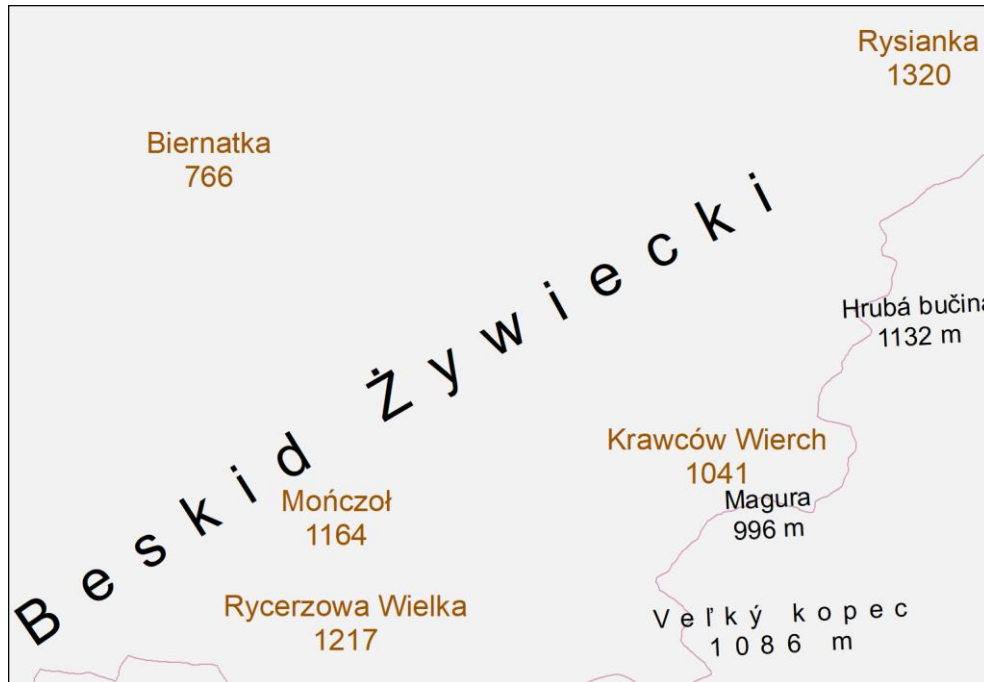 Rysianka
1320
Biernatka
766
Beskid Żywiecki
Hrubá bučina
1132 m
Krawców Wierch
1041
Magura
996 m
Mończoł
1164
Rycerzowa Wielka
1217
Veľký kopec
1086 m